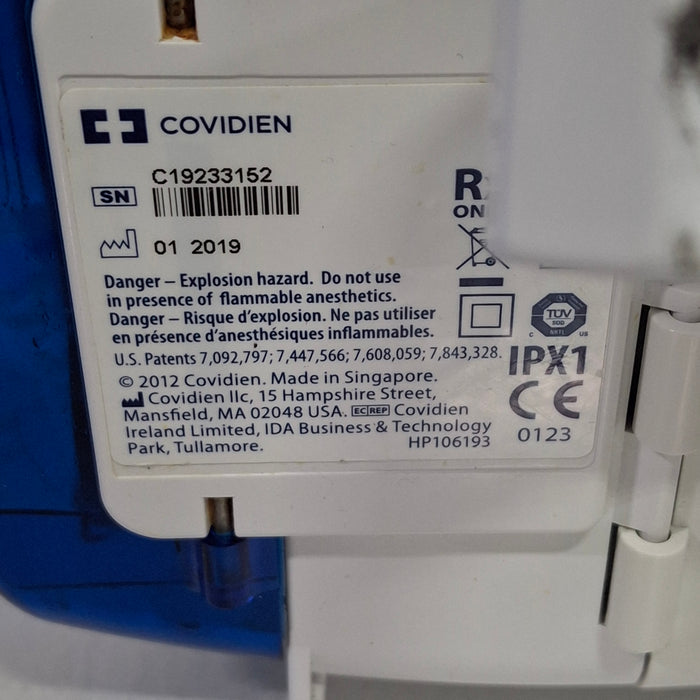 COVIDIEN
SN C19233152
01 2019
ON
Danger – Explosion hazard. Do not use
in presence of flammable anesthetics.
Danger – Risque d'explosion. Ne pas utiliser
en présence d'anesthésiques inflammables.
U.S. Patents 7,092,797; 7,447,566; 7,608,059; 7,843,328.
© 2012 Covidien. Made in Singapore.
Covidien llc, 15 Hampshire Street,
Mansfield, MA 02048 USA. EC REP Covidien
Ireland Limited, IDA Business & Technology
Park, Tullamore.
HP106193
C TÜV US
IPX1
CE
0123